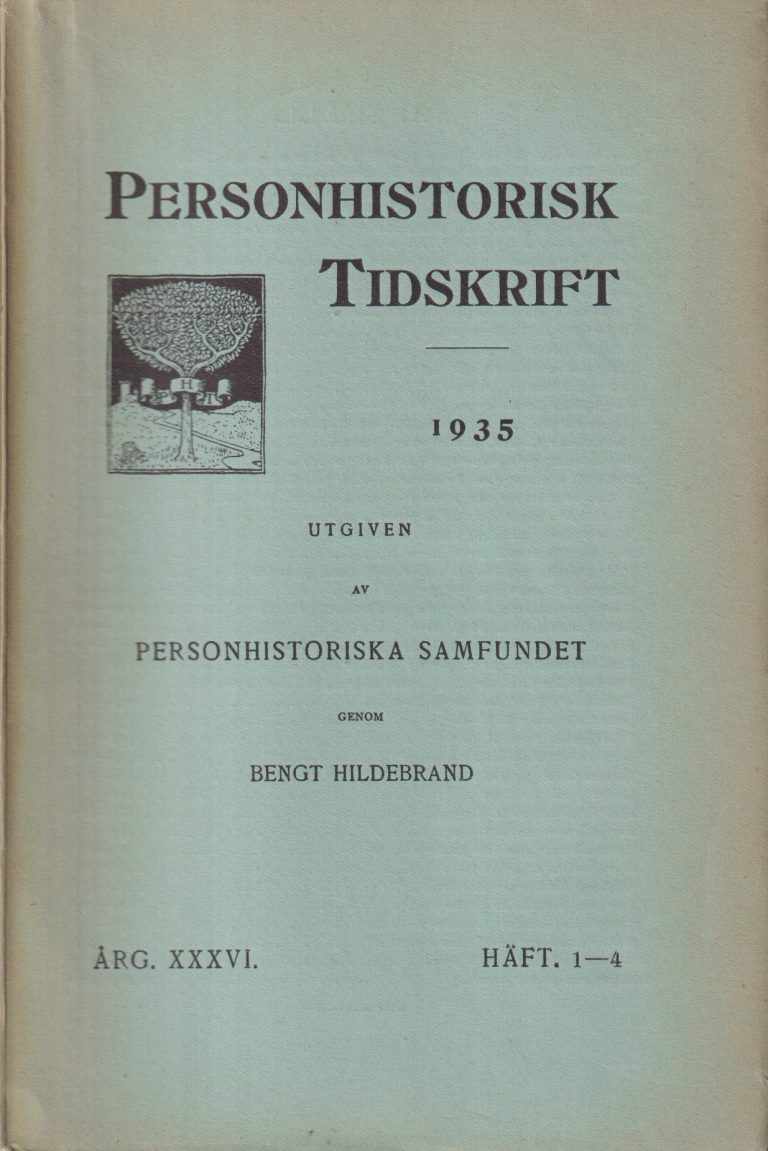 PERSONHISTORISK
TIDSKRIFT
P H T
1935
UTGIVEN
AV
PERSONHISTORISKA SAMFUNDET
GENOM
BENGT HILDEBRAND
ÅRG. XXXVI.
HÄFT. 1—4